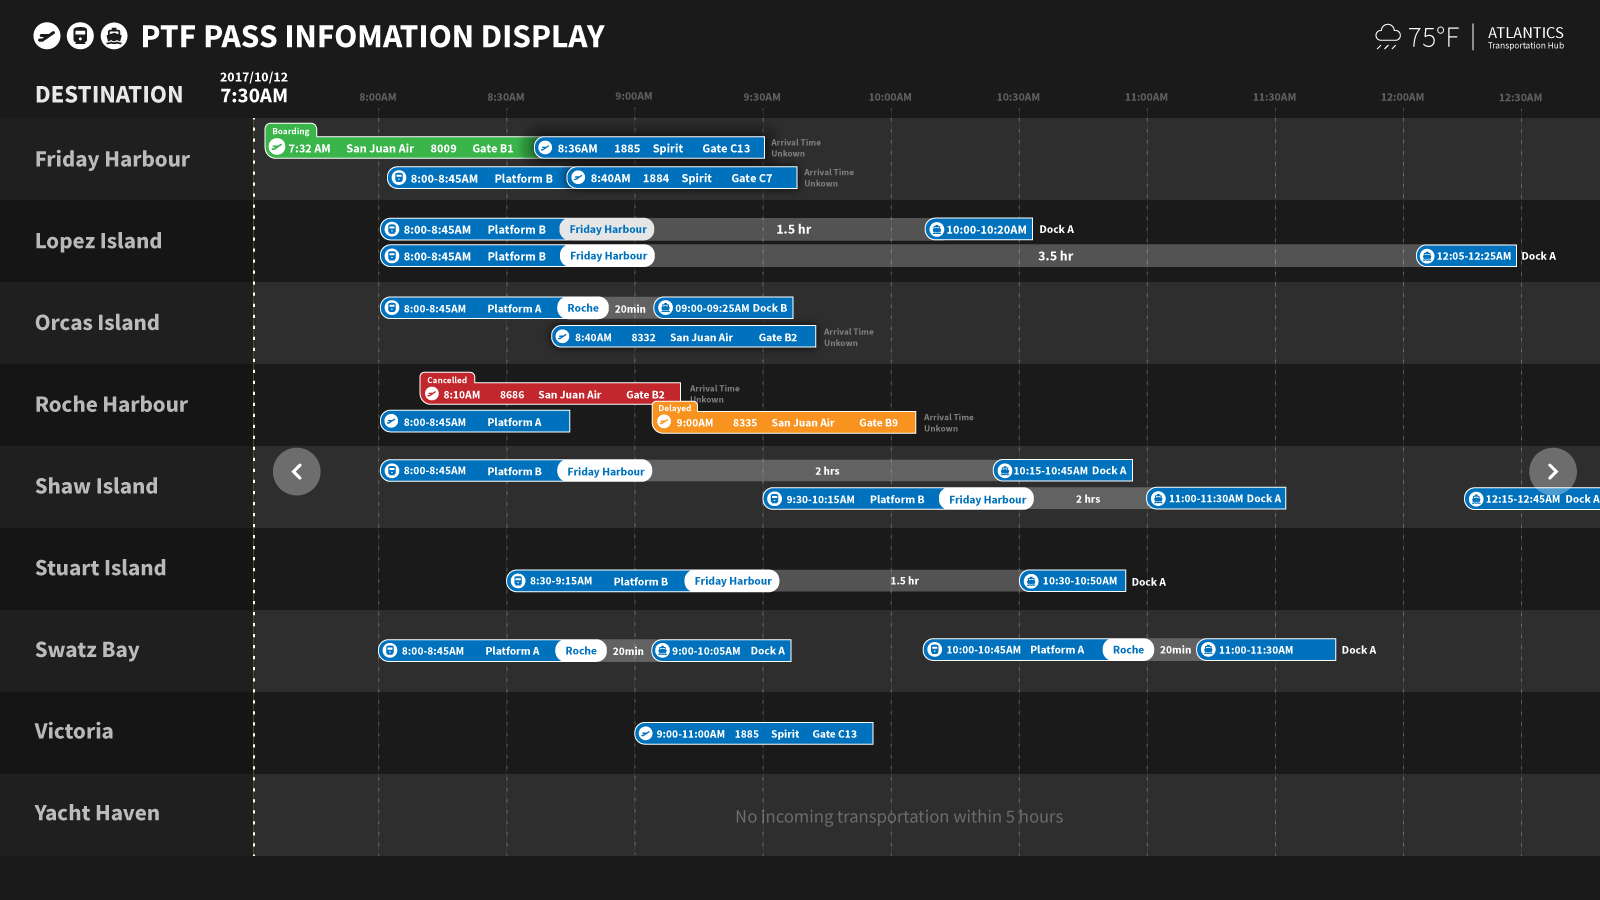 PTF PASS INFOMATION DISPLAY
75°F
ATLANTICS
Transportation Hub
DESTINATION
2017/10/12
7:30AM
8:00AM 8:30AM 9:00AM 9:30AM 10:00AM 10:30AM 11:00AM 11:30AM 12:00AM 12:30AM
Friday Harbour
Boarding
7:32 AM San Juan Air 8009 Gate B1
8:36AM 1885 Spirit Gate C13
Arrival Time
Unkown
8:00-8:45AM Platform B
8:40AM 1884 Spirit Gate C7
Arrival Time
Unkown
Lopez Island
8:00-8:45AM Platform B Friday Harbour 1.5 hr 10:00-10:20AM Dock A
8:00-8:45AM Platform B Friday Harbour 3.5 hr 12:05-12:25AM Dock A
Orcas Island
8:00-8:45AM Platform A Roche 20min 09:00-09:25AM Dock B
8:40AM 8332 San Juan Air Gate B2
Arrival Time
Unkown
Roche Harbour
Cancelled
8:10AM 8686 San Juan Air Gate B2
Arrival Time
Unkown
8:00-8:45AM Platform A
Delayed
9:00AM 8335 San Juan Air Gate B9
Arrival Time
Unkown
Shaw Island
8:00-8:45AM Platform B Friday Harbour 2 hrs 10:15-10:45AM Dock A
9:30-10:15AM Platform B Friday Harbour 2 hrs 11:00-11:30AM Dock A 12:15-12:45AM Dock A
Stuart Island
8:30-9:15AM Platform B Friday Harbour 1.5 hr 10:30-10:50AM Dock A
Swatz Bay
8:00-8:45AM Platform A Roche 20min 9:00-10:05AM Dock A 10:00-10:45AM Platform A Roche 20min 11:00-11:30AM Dock A
Victoria
9:00-11:00AM 1885 Spirit Gate C13
Yacht Haven
No incoming transportation within 5 hours